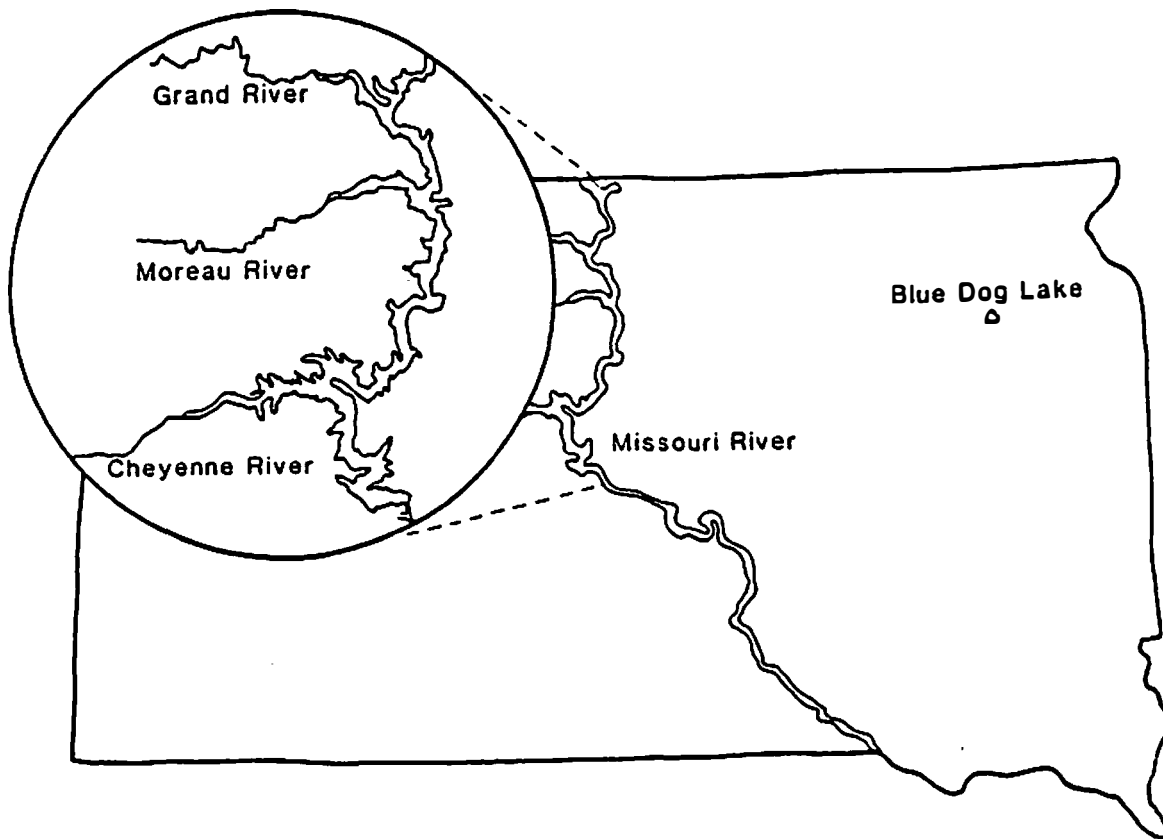 Grand River
Moreau River
Blue Dog Lake
Missouri River
Cheyenne River